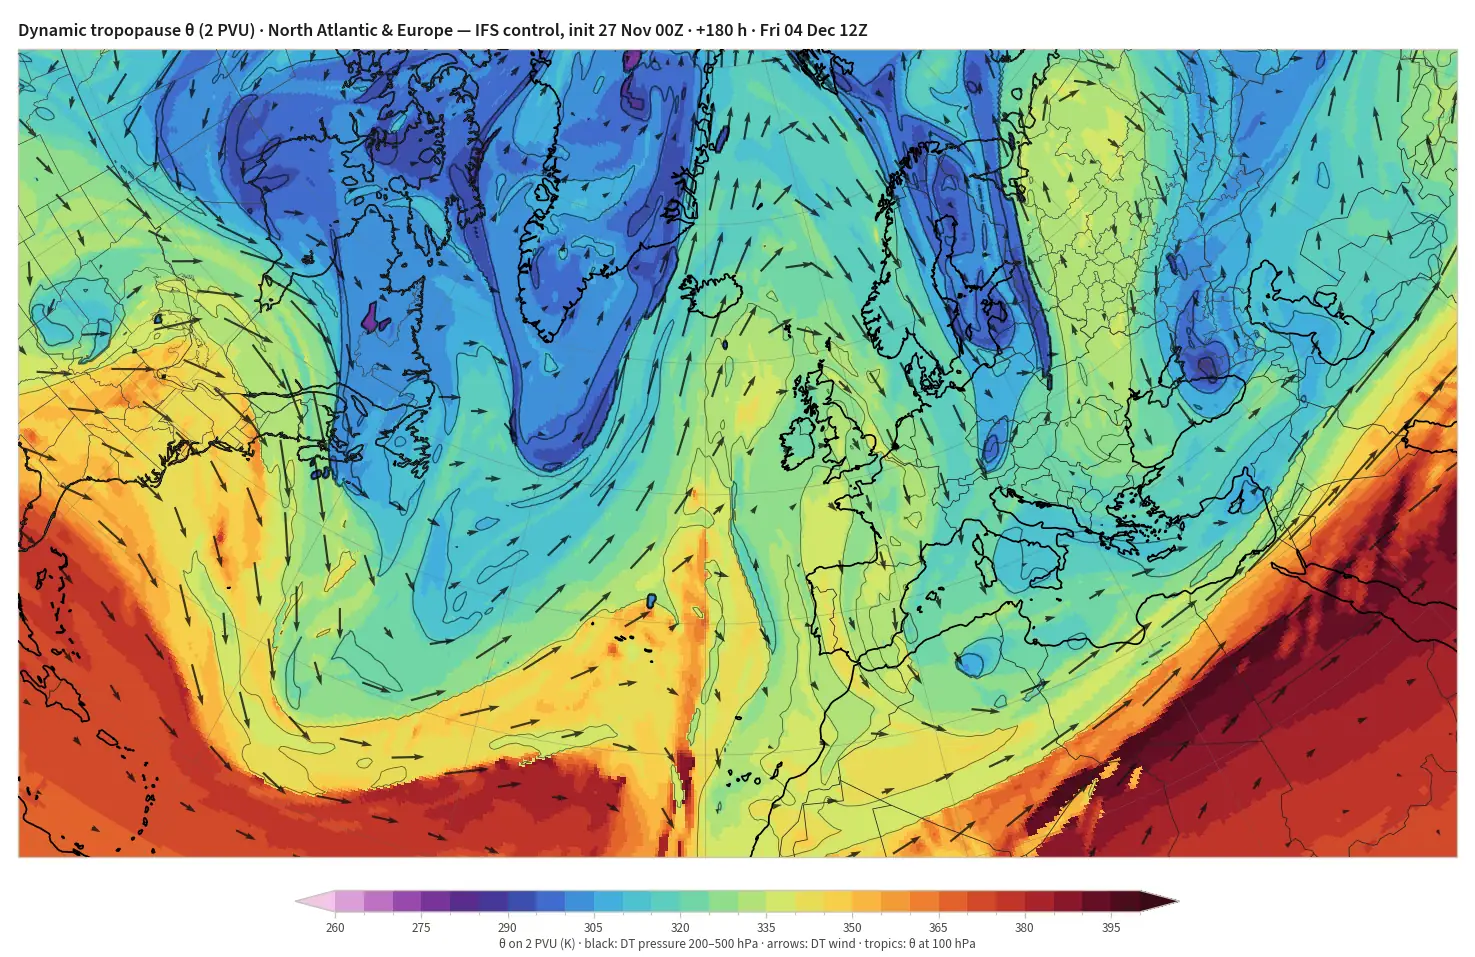 Dynamic tropopause θ (2 PVU) · North Atlantic & Europe — IFS control, init 27 Nov 00Z · +180 h · Fri 04 Dec 12Z
260 275 290 305 320 335 350 365 380 395
θ on 2 PVU (K) · black: DT pressure 200–500 hPa · arrows: DT wind · tropics: θ at 100 hPa